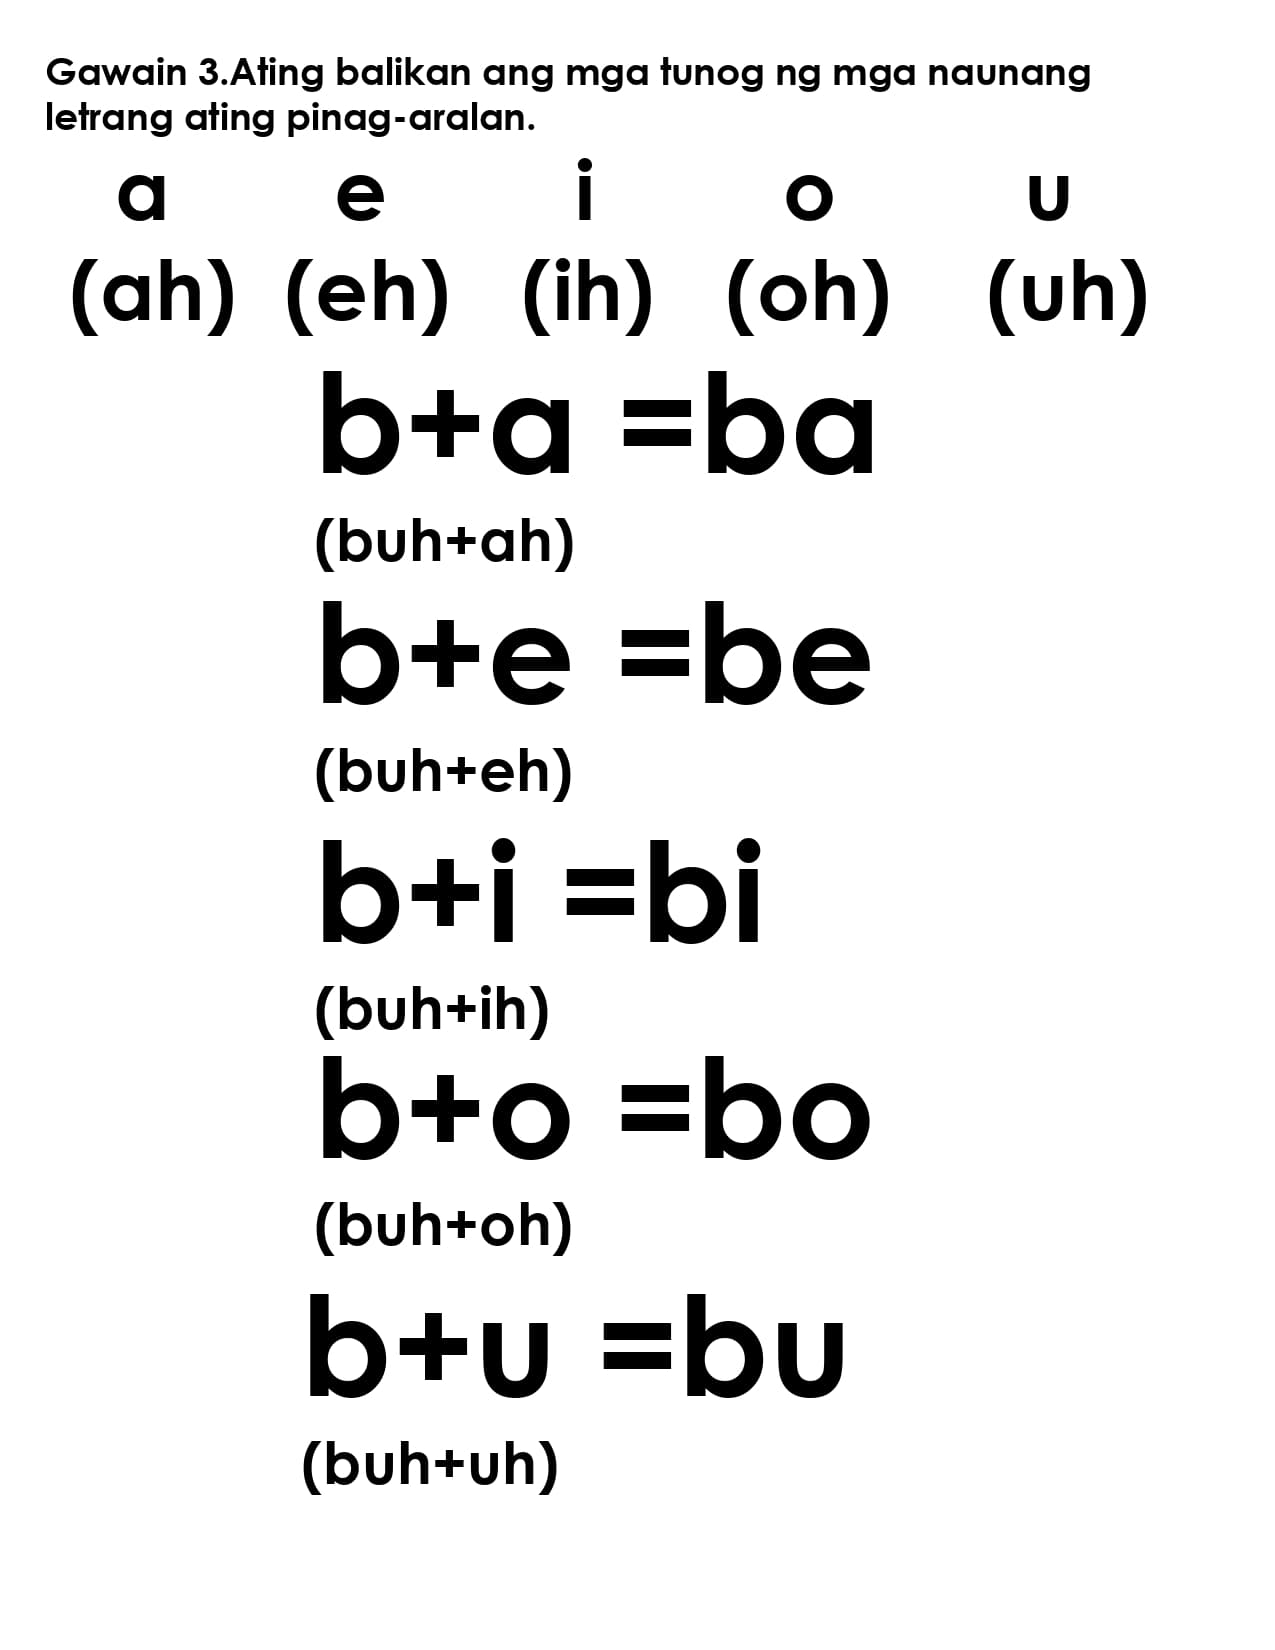 Gawain 3.Ating balikan ang mga tunog ng mga naunang
letrang ating pinag-aralan.
a e i o u
(ah) (eh) (ih) (oh) (uh)
b+a =ba
(buh+ah)
b+e =be
(buh+eh)
b+i =bi
(buh+ih)
b+o =bo
(buh+oh)
b+u =bu
(buh+uh)